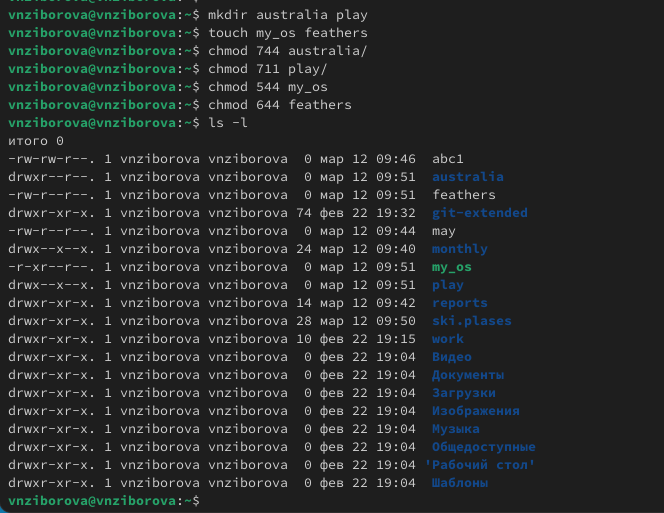 vnziborova@vnziborova:~$ mkdir australia play
vnziborova@vnziborova:~$ touch my_os feathers
vnziborova@vnziborova:~$ chmod 744 australia/
vnziborova@vnziborova:~$ chmod 711 play/
vnziborova@vnziborova:~$ chmod 544 my_os
vnziborova@vnziborova:~$ chmod 644 feathers
vnziborova@vnziborova:~$ ls -l
итого 0
-rw-rw-r--. 1 vnziborova vnziborova  0 мар 12 09:46  abc1
drwxr--r--. 1 vnziborova vnziborova  0 мар 12 09:51  australia
-rw-r--r--. 1 vnziborova vnziborova  0 мар 12 09:51  feathers
drwxr-xr-x. 1 vnziborova vnziborova 74 фев 22 19:32  git-extended
-rw-r--r--. 1 vnziborova vnziborova  0 мар 12 09:44  may
drwx--x--x. 1 vnziborova vnziborova 24 мар 12 09:40  monthly
-r-xr--r--. 1 vnziborova vnziborova  0 мар 12 09:51  my_os
drwx--x--x. 1 vnziborova vnziborova  0 мар 12 09:51  play
drwxr-xr-x. 1 vnziborova vnziborova 14 мар 12 09:42  reports
drwxr-xr-x. 1 vnziborova vnziborova 28 мар 12 09:50  ski.plases
drwxr-xr-x. 1 vnziborova vnziborova 10 фев 22 19:15  work
drwxr-xr-x. 1 vnziborova vnziborova  0 фев 22 19:04  Видео
drwxr-xr-x. 1 vnziborova vnziborova  0 фев 22 19:04  Документы
drwxr-xr-x. 1 vnziborova vnziborova  0 фев 22 19:04  Загрузки
drwxr-xr-x. 1 vnziborova vnziborova  0 фев 22 19:04  Изображения
drwxr-xr-x. 1 vnziborova vnziborova  0 фев 22 19:04  Музыка
drwxr-xr-x. 1 vnziborova vnziborova  0 фев 22 19:04  Общедоступные
drwxr-xr-x. 1 vnziborova vnziborova  0 фев 22 19:04 'Рабочий стол'
drwxr-xr-x. 1 vnziborova vnziborova  0 фев 22 19:04  Шаблоны
vnziborova@vnziborova:~$